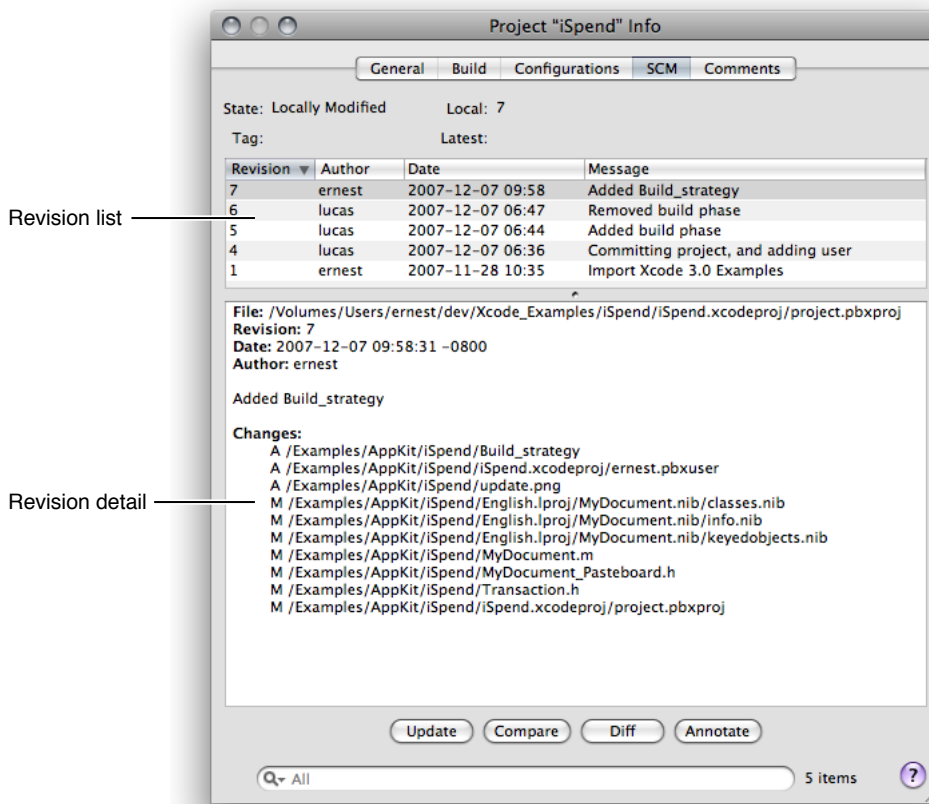 Project “iSpend” Info
General Build Configurations SCM Comments
State: Locally Modified Local: 7
Tag: Latest:
Revision Author Date Message
7 ernest 2007-12-07 09:58 Added Build_strategy
6 lucas 2007-12-07 06:47 Removed build phase
Revision list
5 lucas 2007-12-07 06:44 Added build phase
4 lucas 2007-12-07 06:36 Committing project, and adding user
1 ernest 2007-11-28 10:35 Import Xcode 3.0 Examples
File: /Volumes/Users/ernest/dev/Xcode_Examples/iSpend/iSpend.xcodeproj/project.pbxproj
Revision: 7
Date: 2007-12-07 09:58:31 -0800
Author: ernest
Added Build_strategy
Changes:
A /Examples/AppKit/iSpend/Build_strategy
A /Examples/AppKit/iSpend/iSpend.xcodeproj/ernest.pbxuser
A /Examples/AppKit/iSpend/update.png
Revision detail
M /Examples/AppKit/iSpend/English.lproj/MyDocument.nib/classes.nib
M /Examples/AppKit/iSpend/English.lproj/MyDocument.nib/info.nib
M /Examples/AppKit/iSpend/English.lproj/MyDocument.nib/keyedobjects.nib
M /Examples/AppKit/iSpend/MyDocument.m
M /Examples/AppKit/iSpend/MyDocument_Pasteboard.h
M /Examples/AppKit/iSpend/Transaction.h
M /Examples/AppKit/iSpend/iSpend.xcodeproj/project.pbxproj
Update Compare Diff Annotate
All 5 items ?